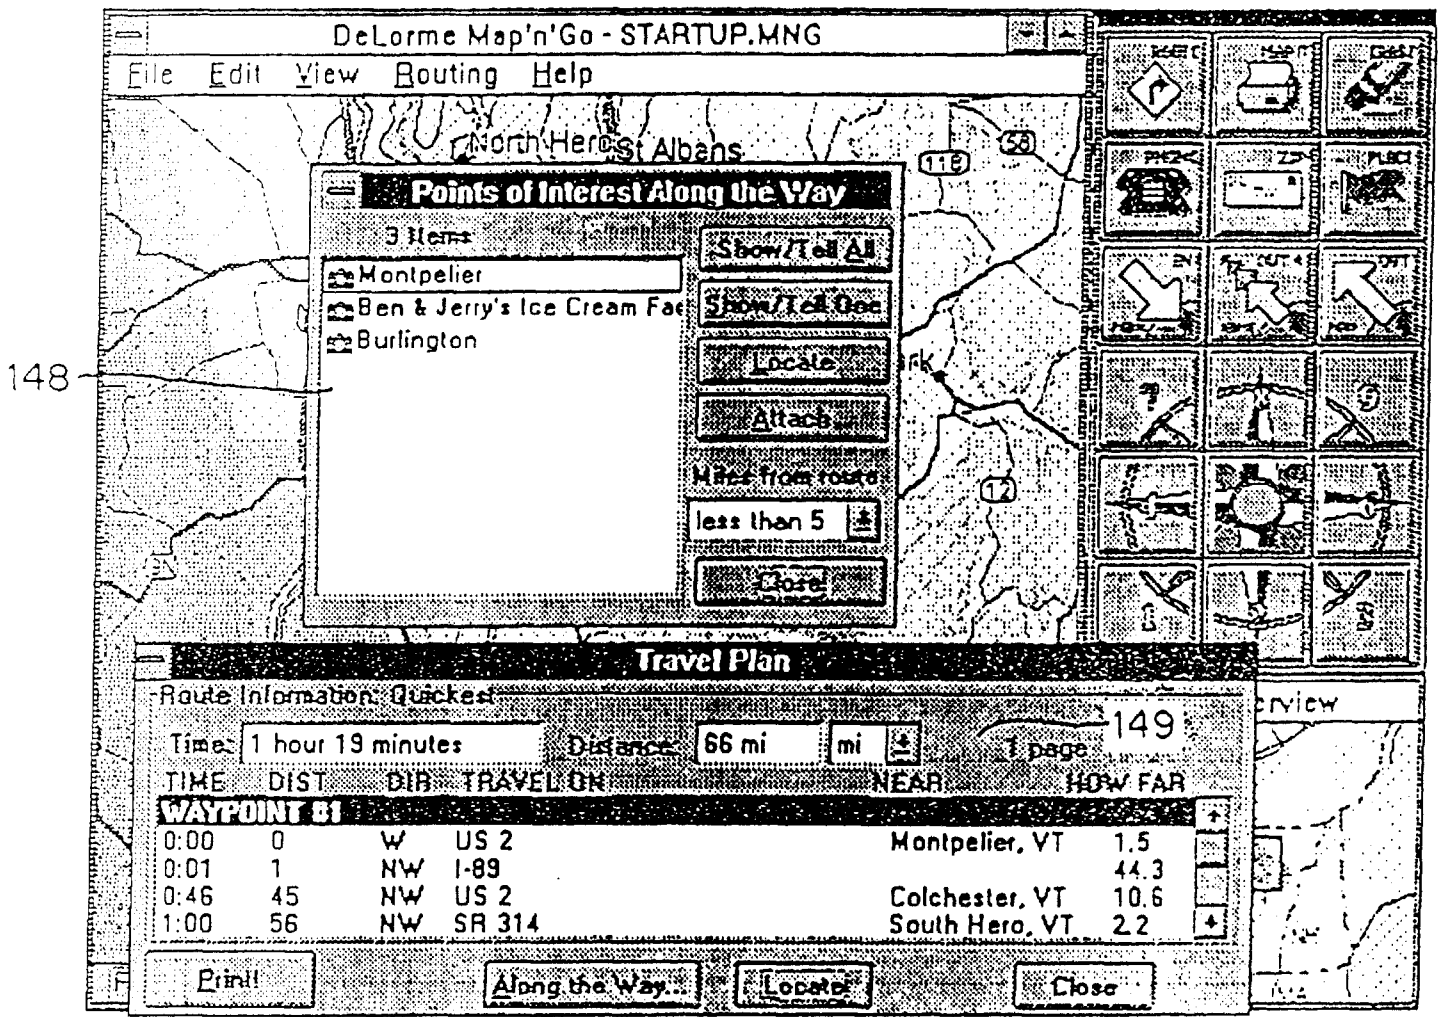 DeLorme Map'n'Go - STARTUP.MNG
File Edit View Routing Help
North Hero
St Albans
118
58
Points of Interest Along the Way
3 Items
Show/Tell All
Montpelier
Ben & Jerry's Ice Cream Fac
Show/Tell One
Burlington
Locate
148
Attach
Miles from route
12
less than 5
Close
IN
OUT
Travel Plan
Route Information: Quickest
erview
149
Time: 1 hour 19 minutes Distance: 66 mi mi 1 page
TIME DIST DIR TRAVEL ON NEAR HOW FAR
WAYPOINT 81
0:00 0 W US 2 Montpelier, VT 1.5
0:01 1 NW I-89 44.3
0:46 45 NW US 2 Colchester, VT 10.6
1:00 56 NW SR 314 South Hero, VT 2.2
Print! Along the Way... Locate! Close